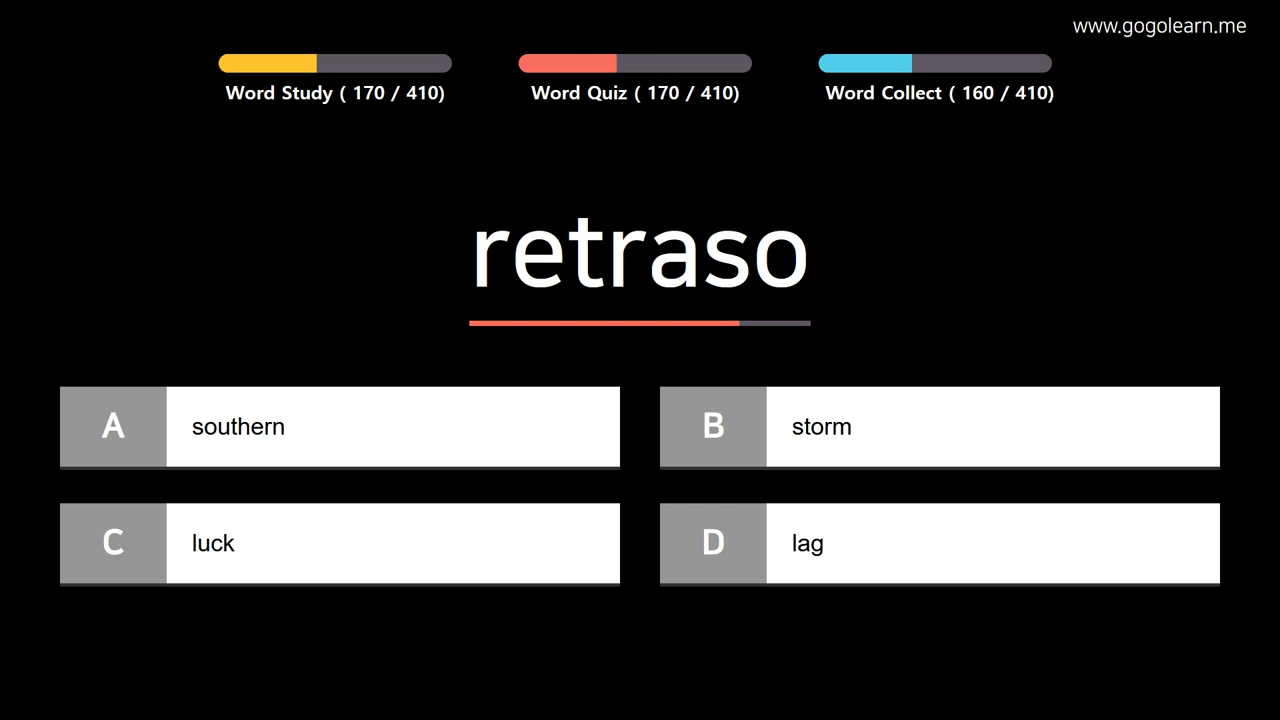 www.gogolearn.me
Word Study ( 170 / 410)
Word Quiz ( 170 / 410)
Word Collect ( 160 / 410)
retraso
A southern
B storm
C luck
D lag